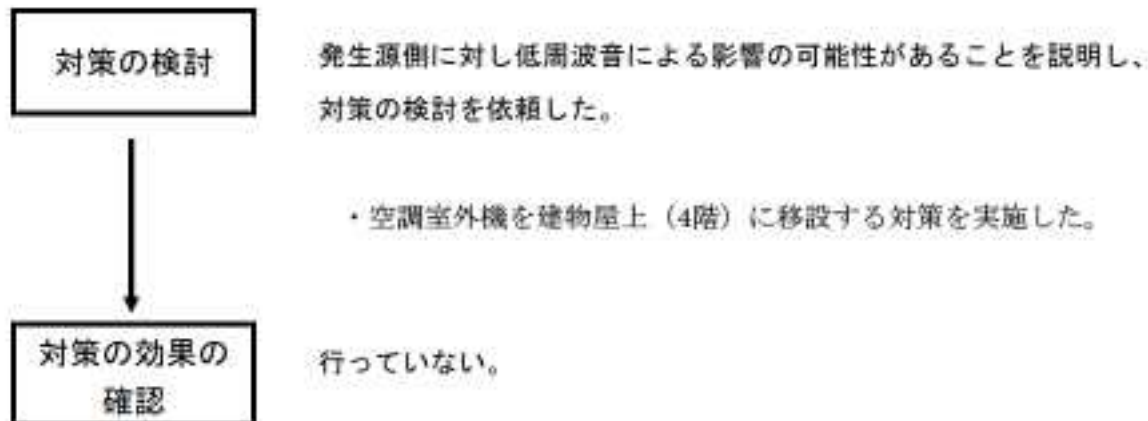 対策の検討
発生源側に対し低周波音による影響の可能性があることを説明し、
対策の検討を依頼した。
・空調室外機を建物屋上（4階）に移設する対策を実施した。
対策の効果の
確認
行っていない。